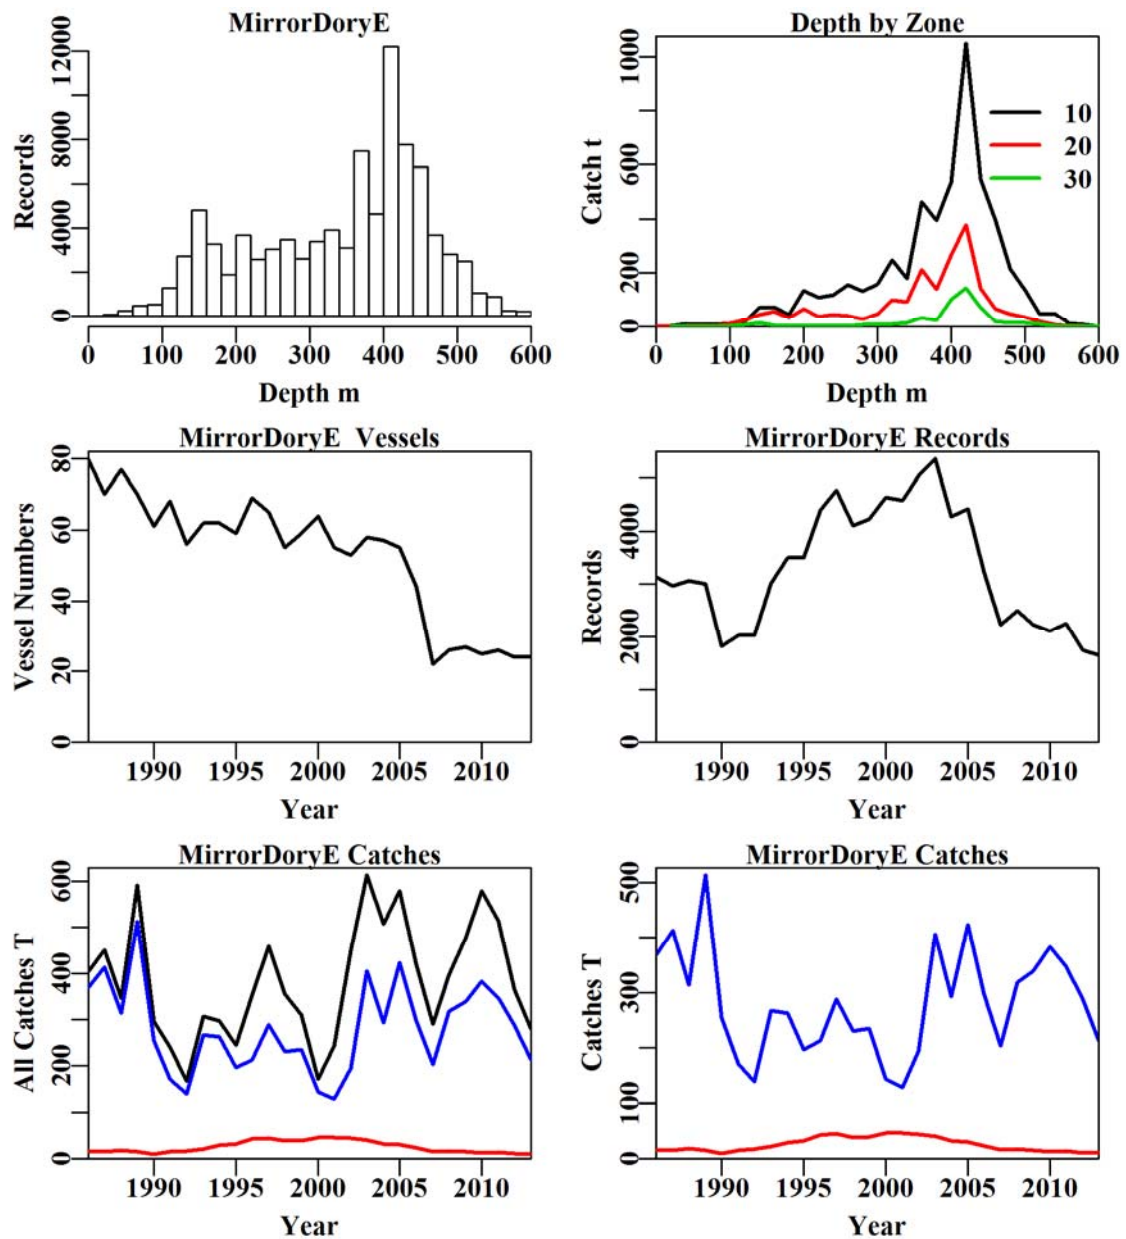 MirrorDoryE
Records
0 4000 8000 12000
0 100 200 300 400 500 600
Depth m
Depth by Zone
Catch t
0 200 600 1000
10
20
30
0 100 200 300 400 500 600
Depth m
MirrorDoryE Vessels
Vessel Numbers
0 20 40 60 80
1990 1995 2000 2005 2010
Year
MirrorDoryE Records
Records
0 2000 4000
1990 1995 2000 2005 2010
Year
MirrorDoryE Catches
All Catches T
0 200 400 600
1990 1995 2000 2005 2010
Year
MirrorDoryE Catches
Catches T
0 100 300 500
1990 1995 2000 2005 2010
Year